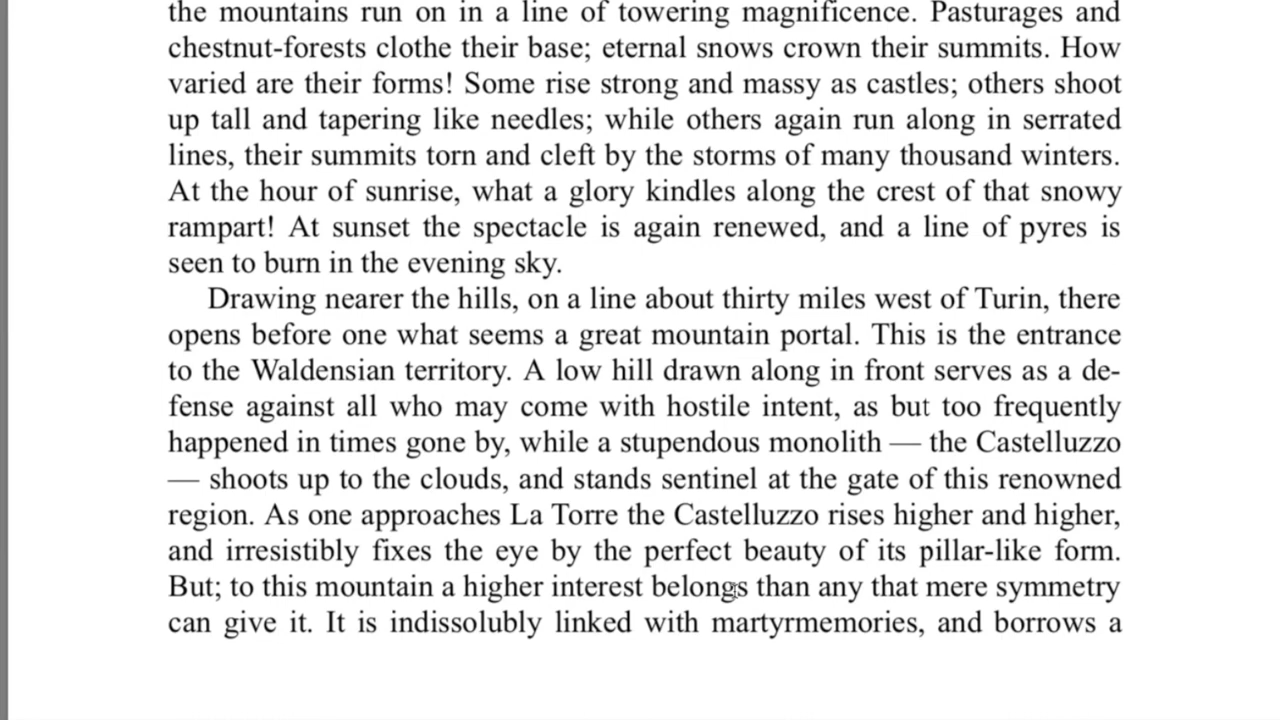 the mountains run on in a line of towering magnificence. Pasturages and
chestnut-forests clothe their base; eternal snows crown their summits. How
varied are their forms! Some rise strong and massy as castles; others shoot
up tall and tapering like needles; while others again run along in serrated
lines, their summits torn and cleft by the storms of many thousand winters.
At the hour of sunrise, what a glory kindles along the crest of that snowy
rampart! At sunset the spectacle is again renewed, and a line of pyres is
seen to burn in the evening sky.
Drawing nearer the hills, on a line about thirty miles west of Turin, there
opens before one what seems a great mountain portal. This is the entrance
to the Waldensian territory. A low hill drawn along in front serves as a de-
fense against all who may come with hostile intent, as but too frequently
happened in times gone by, while a stupendous monolith — the Castelluzzo
— shoots up to the clouds, and stands sentinel at the gate of this renowned
region. As one approaches La Torre the Castelluzzo rises higher and higher,
and irresistibly fixes the eye by the perfect beauty of its pillar-like form.
But; to this mountain a higher interest belongs than any that mere symmetry
can give it. It is indissolubly linked with martyrmemories, and borrows a